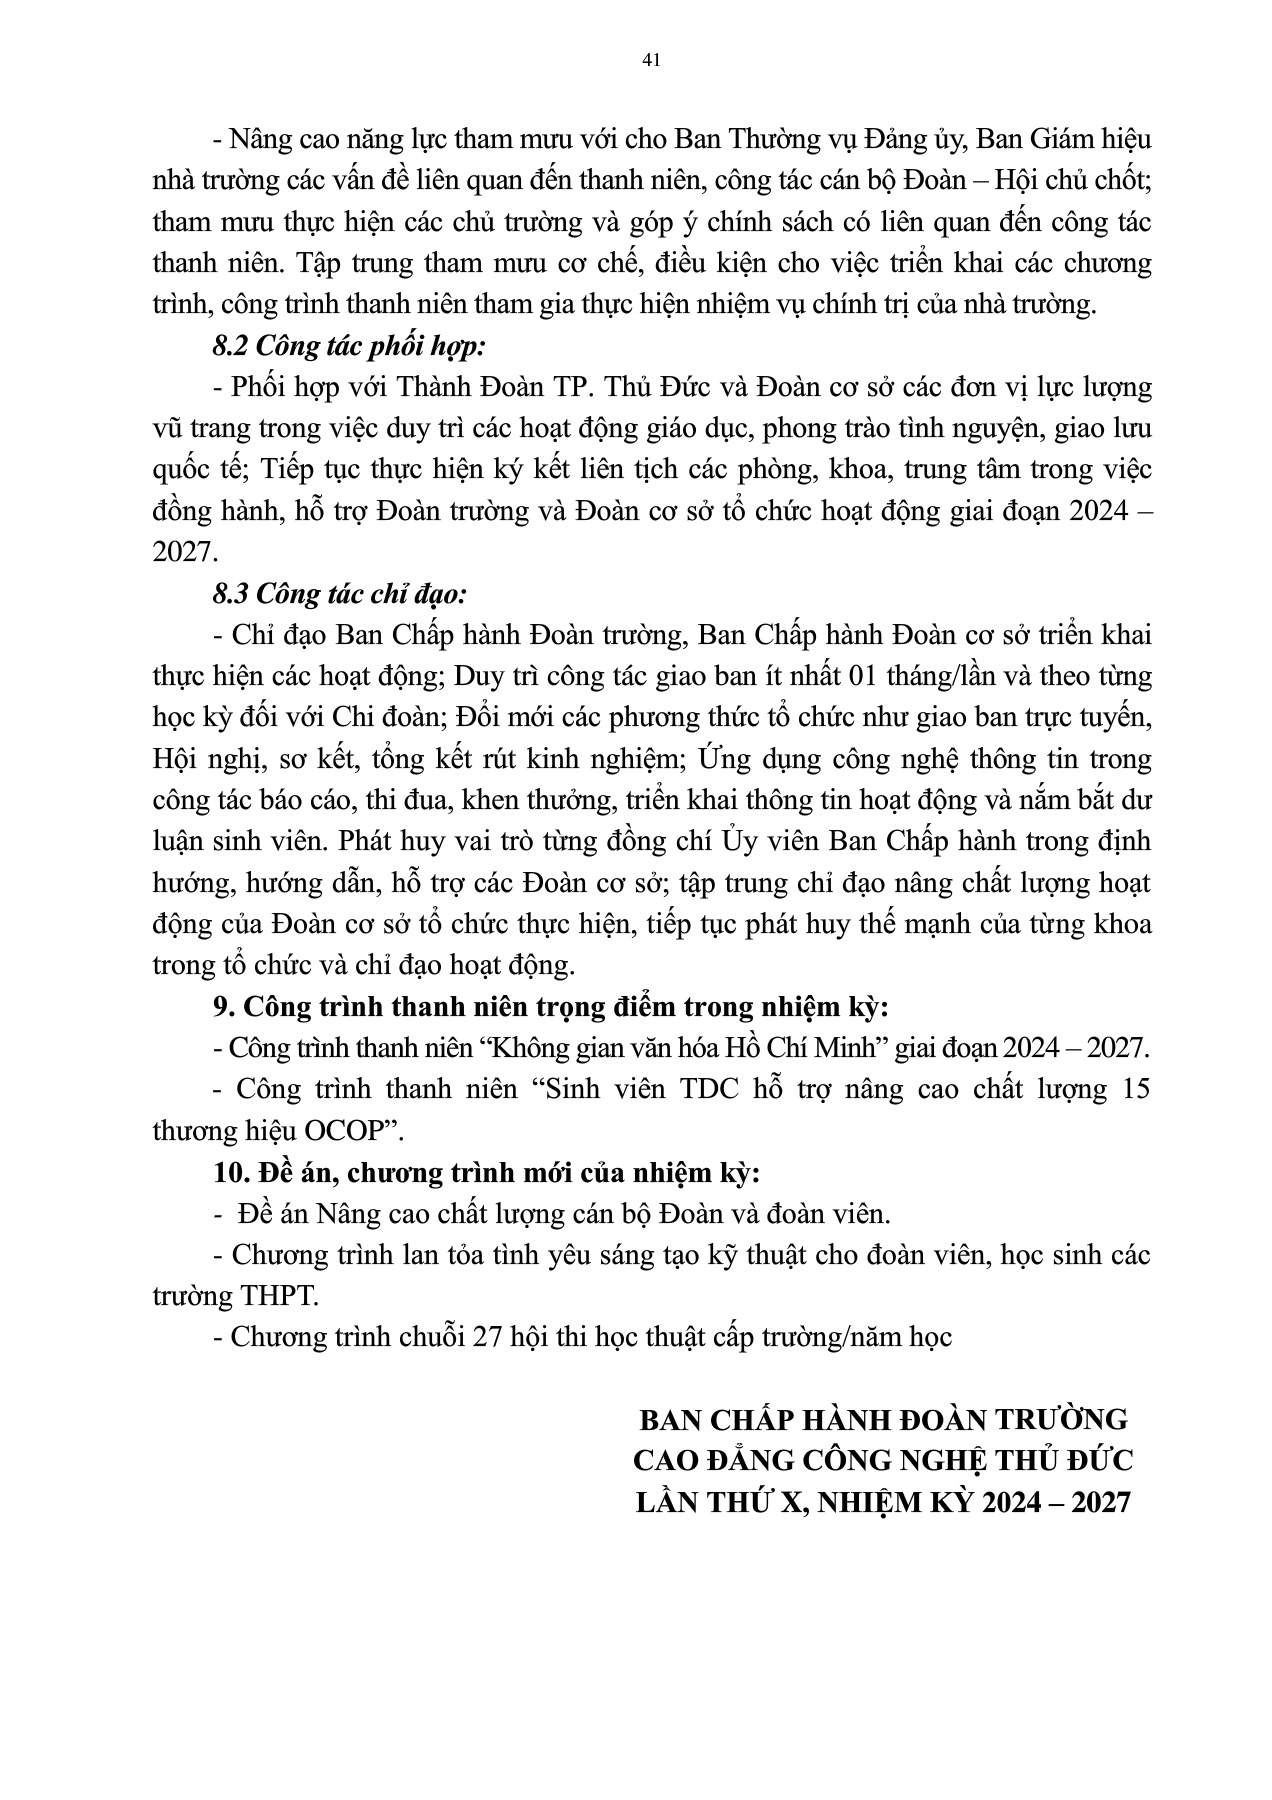 41
- Nâng cao năng lực tham mưu với cho Ban Thường vụ Đảng ủy, Ban Giám hiệu
nhà trường các vấn đề liên quan đến thanh niên, công tác cán bộ Đoàn – Hội chủ chốt;
tham mưu thực hiện các chủ trường và góp ý chính sách có liên quan đến công tác
thanh niên. Tập trung tham mưu cơ chế, điều kiện cho việc triển khai các chương
trình, công trình thanh niên tham gia thực hiện nhiệm vụ chính trị của nhà trường.
8.2 Công tác phối hợp:
- Phối hợp với Thành Đoàn TP. Thủ Đức và Đoàn cơ sở các đơn vị lực lượng
vũ trang trong việc duy trì các hoạt động giáo dục, phong trào tình nguyện, giao lưu
quốc tế; Tiếp tục thực hiện ký kết liên tịch các phòng, khoa, trung tâm trong việc
đồng hành, hỗ trợ Đoàn trường và Đoàn cơ sở tổ chức hoạt động giai đoạn 2024 –
2027.
8.3 Công tác chỉ đạo:
- Chỉ đạo Ban Chấp hành Đoàn trường, Ban Chấp hành Đoàn cơ sở triển khai
thực hiện các hoạt động; Duy trì công tác giao ban ít nhất 01 tháng/lần và theo từng
học kỳ đối với Chi đoàn; Đổi mới các phương thức tổ chức như giao ban trực tuyến,
Hội nghị, sơ kết, tổng kết rút kinh nghiệm; Ứng dụng công nghệ thông tin trong
công tác báo cáo, thi đua, khen thưởng, triển khai thông tin hoạt động và nắm bắt dư
luận sinh viên. Phát huy vai trò từng đồng chí Ủy viên Ban Chấp hành trong định
hướng, hướng dẫn, hỗ trợ các Đoàn cơ sở; tập trung chỉ đạo nâng chất lượng hoạt
động của Đoàn cơ sở tổ chức thực hiện, tiếp tục phát huy thế mạnh của từng khoa
trong tổ chức và chỉ đạo hoạt động.
9. Công trình thanh niên trọng điểm trong nhiệm kỳ:
- Công trình thanh niên “Không gian văn hóa Hồ Chí Minh” giai đoạn 2024 – 2027.
- Công trình thanh niên “Sinh viên TDC hỗ trợ nâng cao chất lượng 15
thương hiệu OCOP”.
10. Đề án, chương trình mới của nhiệm kỳ:
- Đề án Nâng cao chất lượng cán bộ Đoàn và đoàn viên.
- Chương trình lan tỏa tình yêu sáng tạo kỹ thuật cho đoàn viên, học sinh các
trường THPT.
- Chương trình chuỗi 27 hội thi học thuật cấp trường/năm học
BAN CHẤP HÀNH ĐOÀN TRƯỜNG
CAO ĐẲNG CÔNG NGHỆ THỦ ĐỨC
LẦN THỨ X, NHIỆM KỲ 2024 – 2027